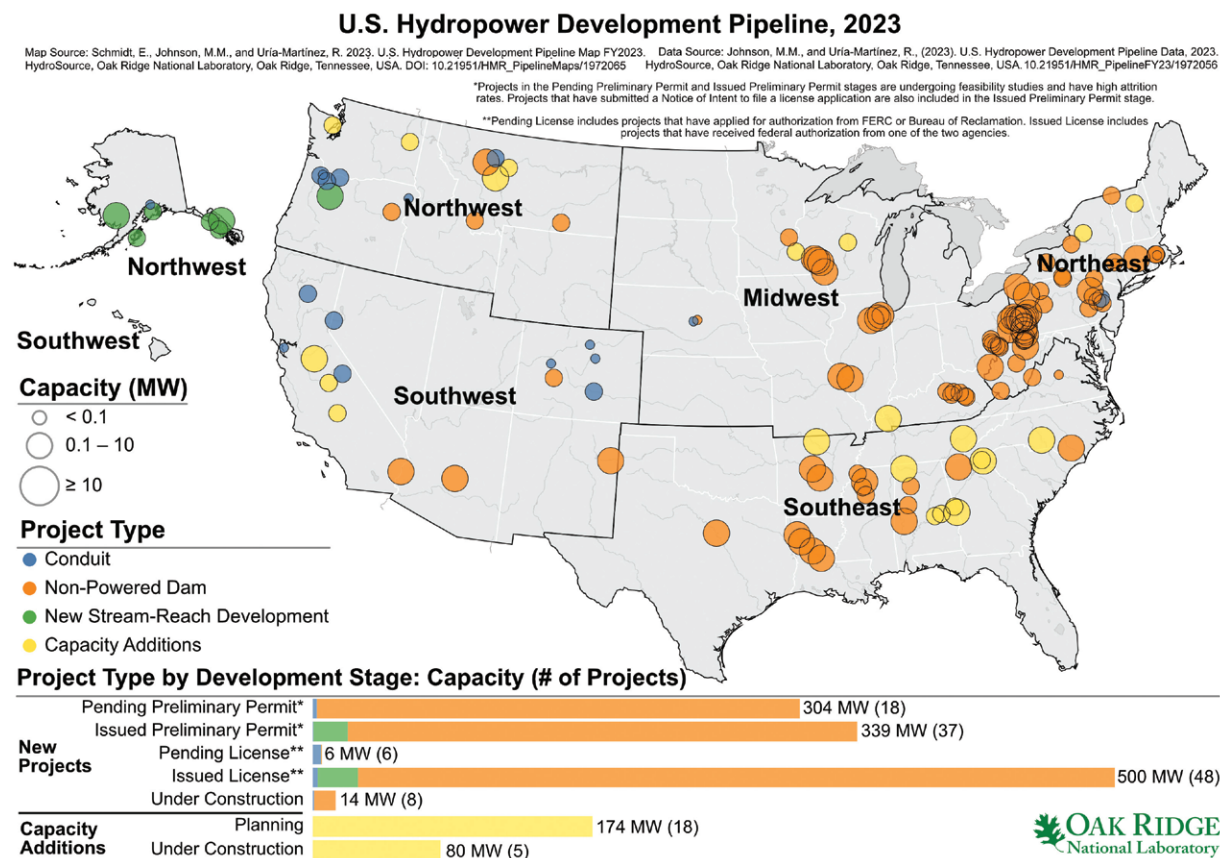 U.S. Hydropower Development Pipeline, 2023
Map Source: Schmidt, E., Johnson, M.M., and Uría-Martínez, R. 2023. U.S. Hydropower Development Pipeline Map FY2023.
HydroSource, Oak Ridge National Laboratory, Oak Ridge, Tennessee, USA. DOI: 10.21951/HMR_PipelineMaps/1972065
Data Source: Johnson, M.M., and Uría-Martínez, R., (2023). U.S. Hydropower Development Pipeline Data, 2023.
HydroSource, Oak Ridge National Laboratory, Oak Ridge, Tennessee, USA. 10.21951/HMR_PipelineFY23/1972056
*Projects in the Pending Preliminary Permit and Issued Preliminary Permit stages are undergoing feasibility studies and have high attrition
rates. Projects that have submitted a Notice of Intent to file a license application are also included in the Issued Preliminary Permit stage.
**Pending License includes projects that have applied for authorization from FERC or Bureau of Reclamation. Issued License includes
projects that have received federal authorization from one of the two agencies.
Northwest
Northwest
Northeast
Midwest
Southwest
Southwest
Southeast
Capacity (MW)
< 0.1
0.1 – 10
≥ 10
Project Type
Conduit
Non-Powered Dam
New Stream-Reach Development
Capacity Additions
Project Type by Development Stage: Capacity (# of Projects)
New
Projects
Pending Preliminary Permit* 304 MW (18)
Issued Preliminary Permit* 339 MW (37)
Pending License** 6 MW (6)
Issued License** 500 MW (48)
Under Construction 14 MW (8)
Capacity
Additions
Planning 174 MW (18)
Under Construction 80 MW (5)
OAK RIDGE
National Laboratory